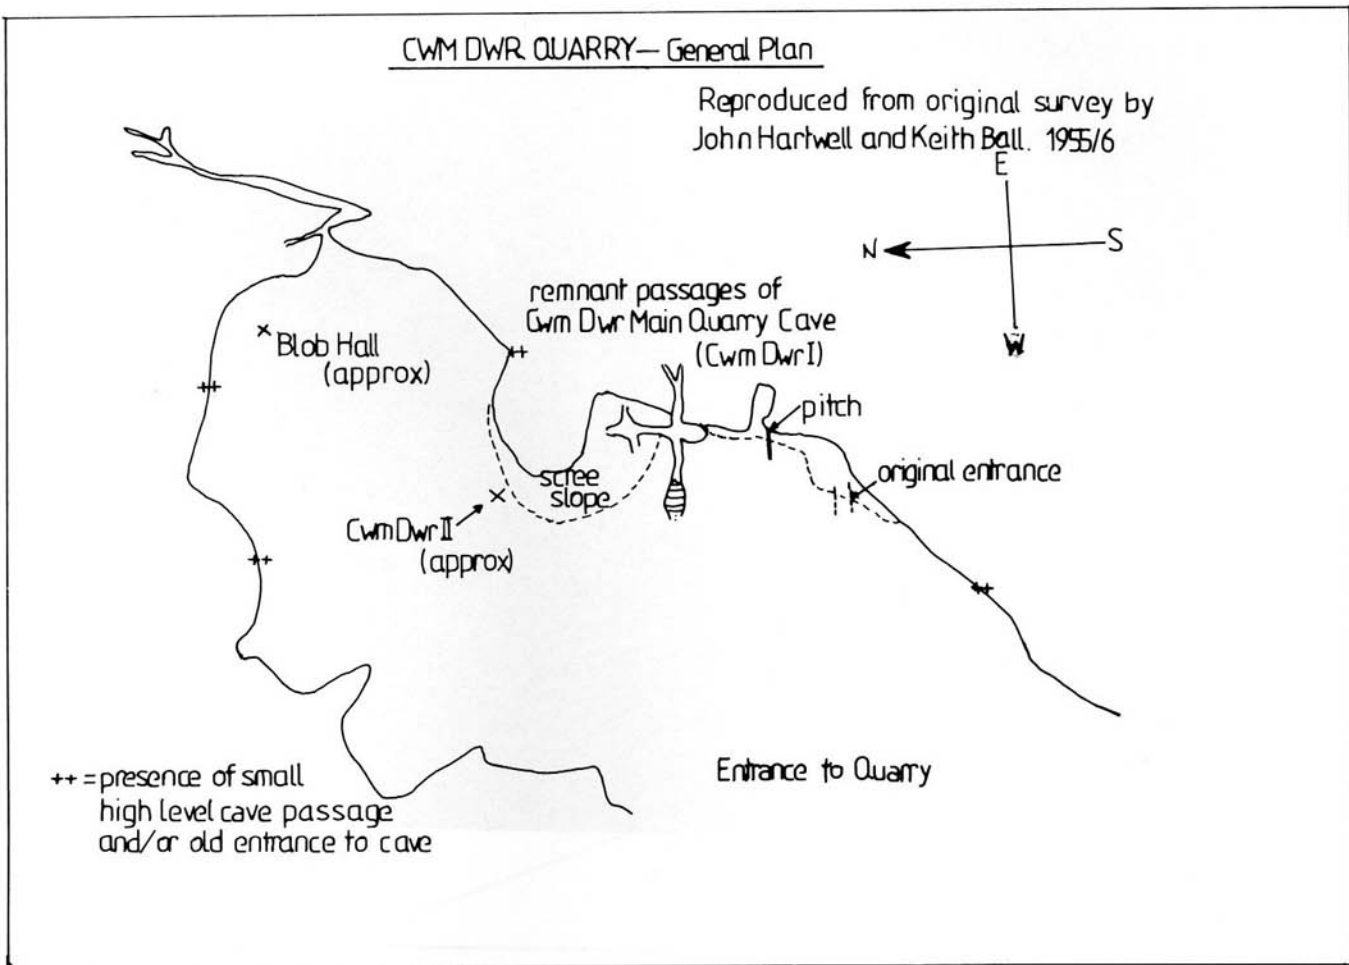 CWM DWR QUARRY — General Plan
Reproduced from original survey by
John Hartwell and Keith Ball. 1955/6
E
N
S
W
remnant passages of
Cwm Dwr Main Quarry Cave
(Cwm Dwr I)
Blob Hall
(approx)
pitch
original entrance
scree
slope
Cwm Dwr II
(approx)
Entrance to Quarry
++ = presence of small
high level cave passage
and/or old entrance to cave